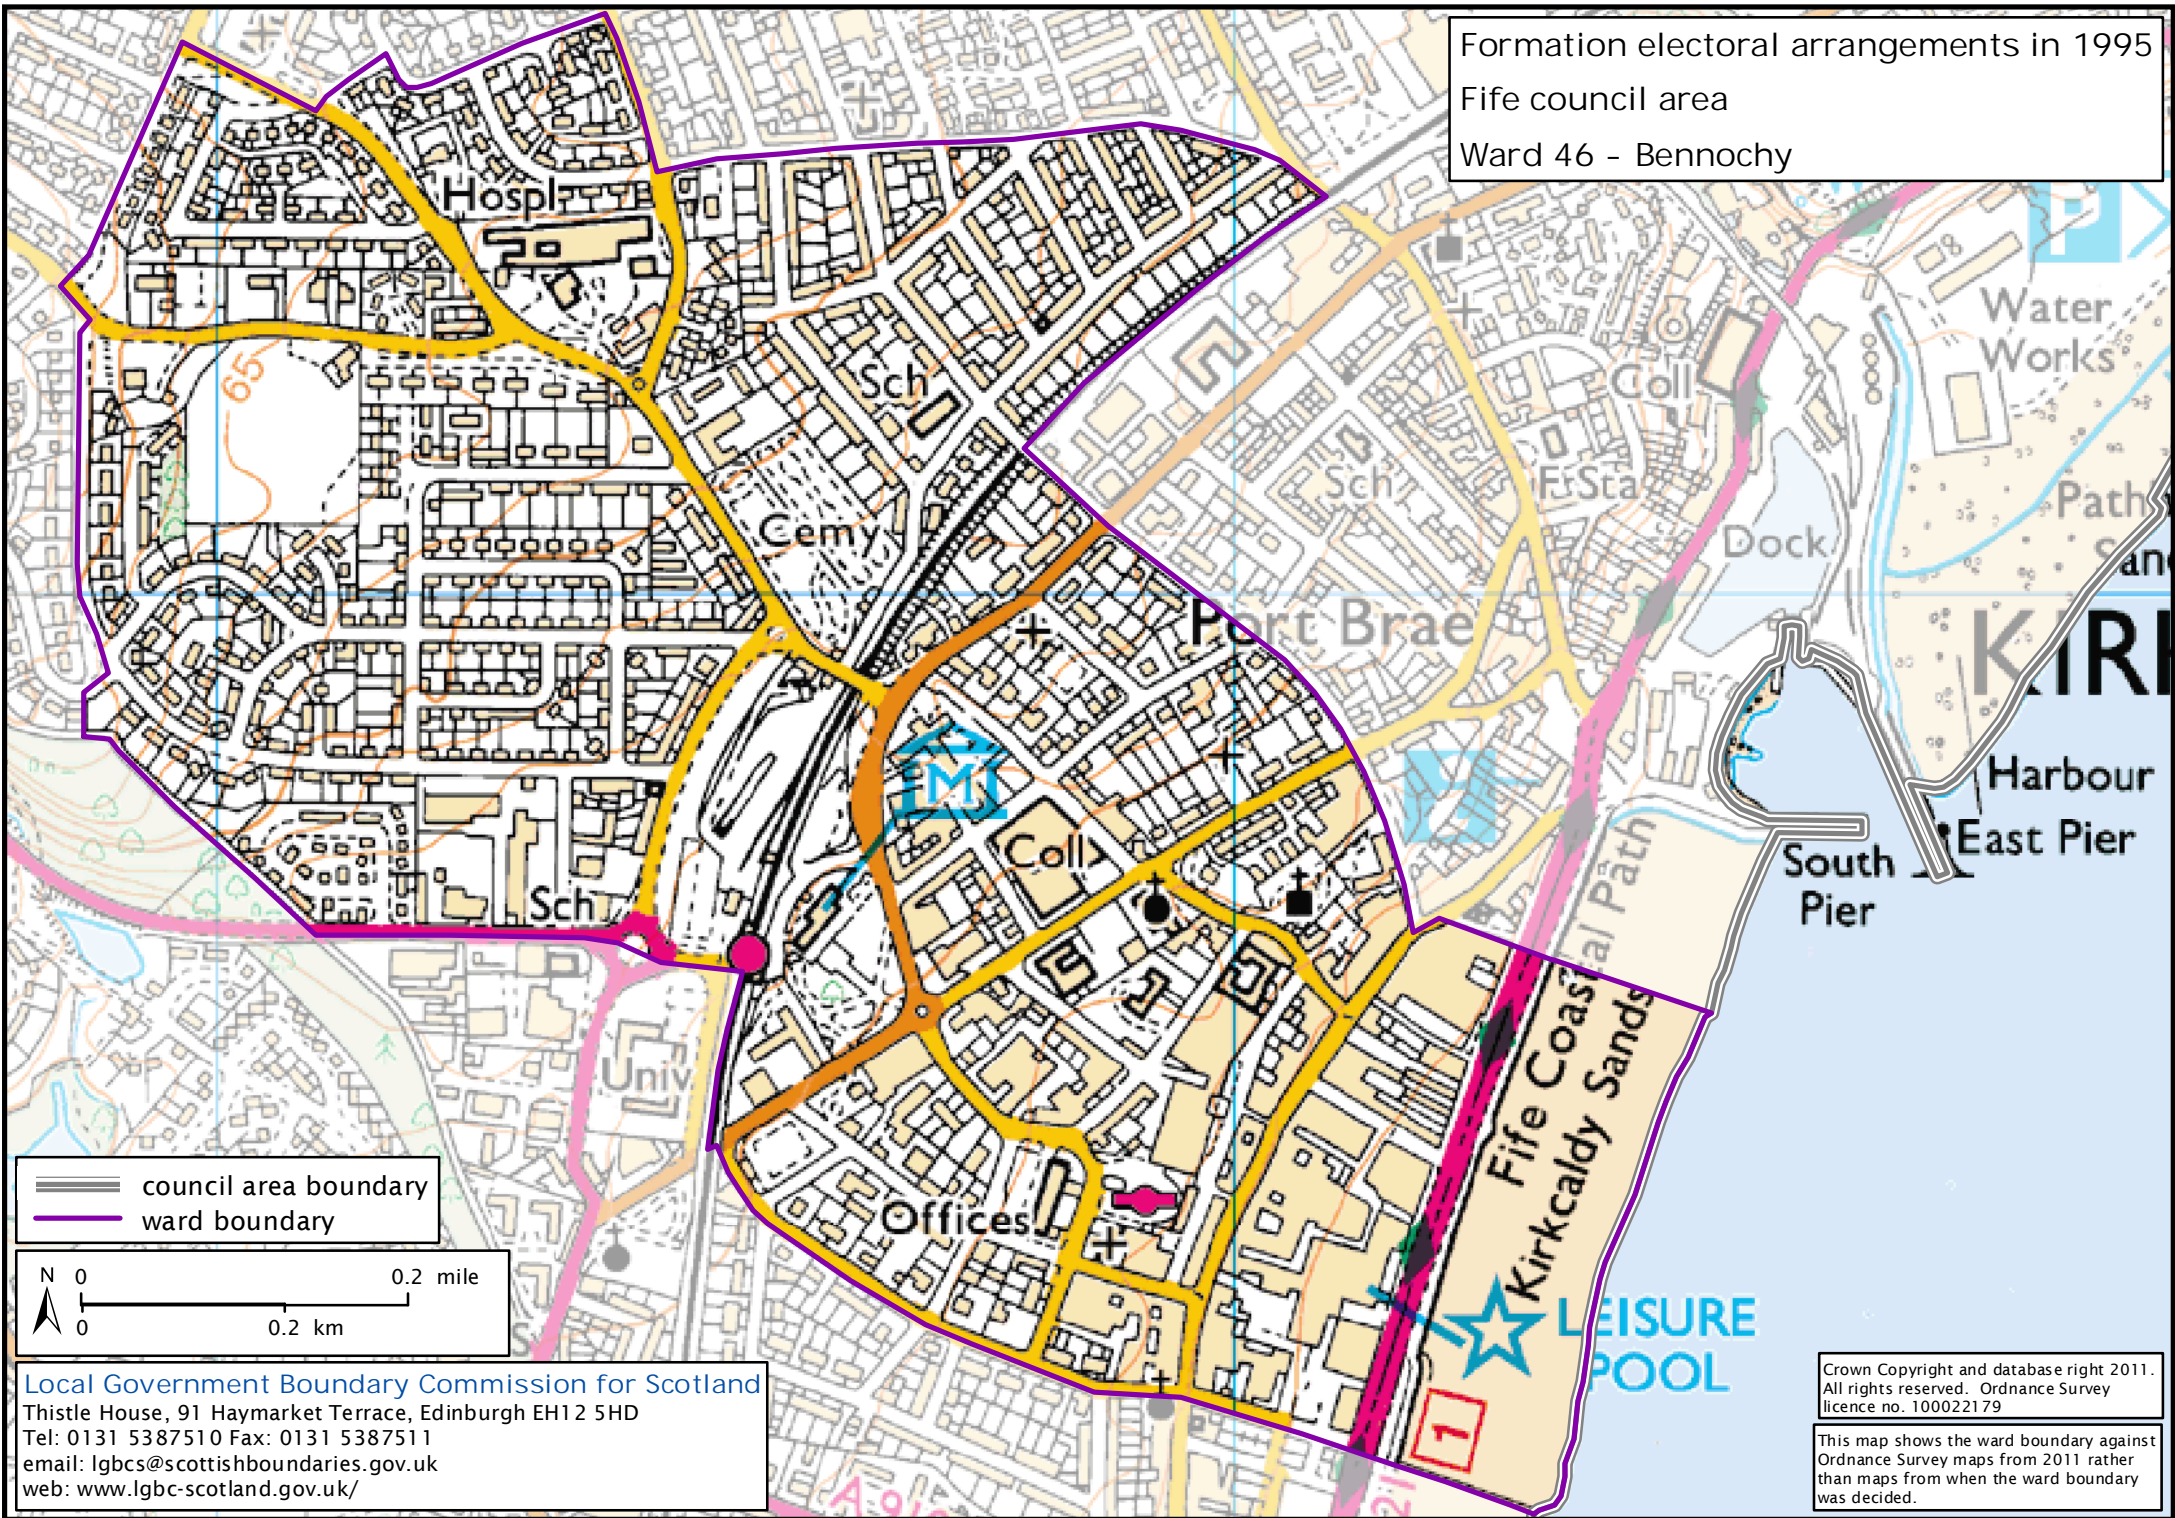 Formation electoral arrangements in 1995
Fife council area
Ward 46 - Bennochy
Hospl
Water
Works
65
Sch
Coll
Sch
F Sta
Cemy
Dock
Path
San
Port Brae
KIR
M
Harbour
East Pier
Coll
South
Pier
Sch
Fife Coastal Path
Kirkcaldy Sands
Univ
council area boundary
ward boundary
Offices
N 0 0.2 mile
0 0.2 km
LEISURE
POOL
1
Local Government Boundary Commission for Scotland
Thistle House, 91 Haymarket Terrace, Edinburgh EH12 5HD
Tel: 0131 5387510 Fax: 0131 5387511
email: lgbcs@scottishboundaries.gov.uk
web: www.lgbc-scotland.gov.uk/
Crown Copyright and database right 2011.
All rights reserved. Ordnance Survey
licence no. 100022179
This map shows the ward boundary against
Ordnance Survey maps from 2011 rather
than maps from when the ward boundary
was decided.